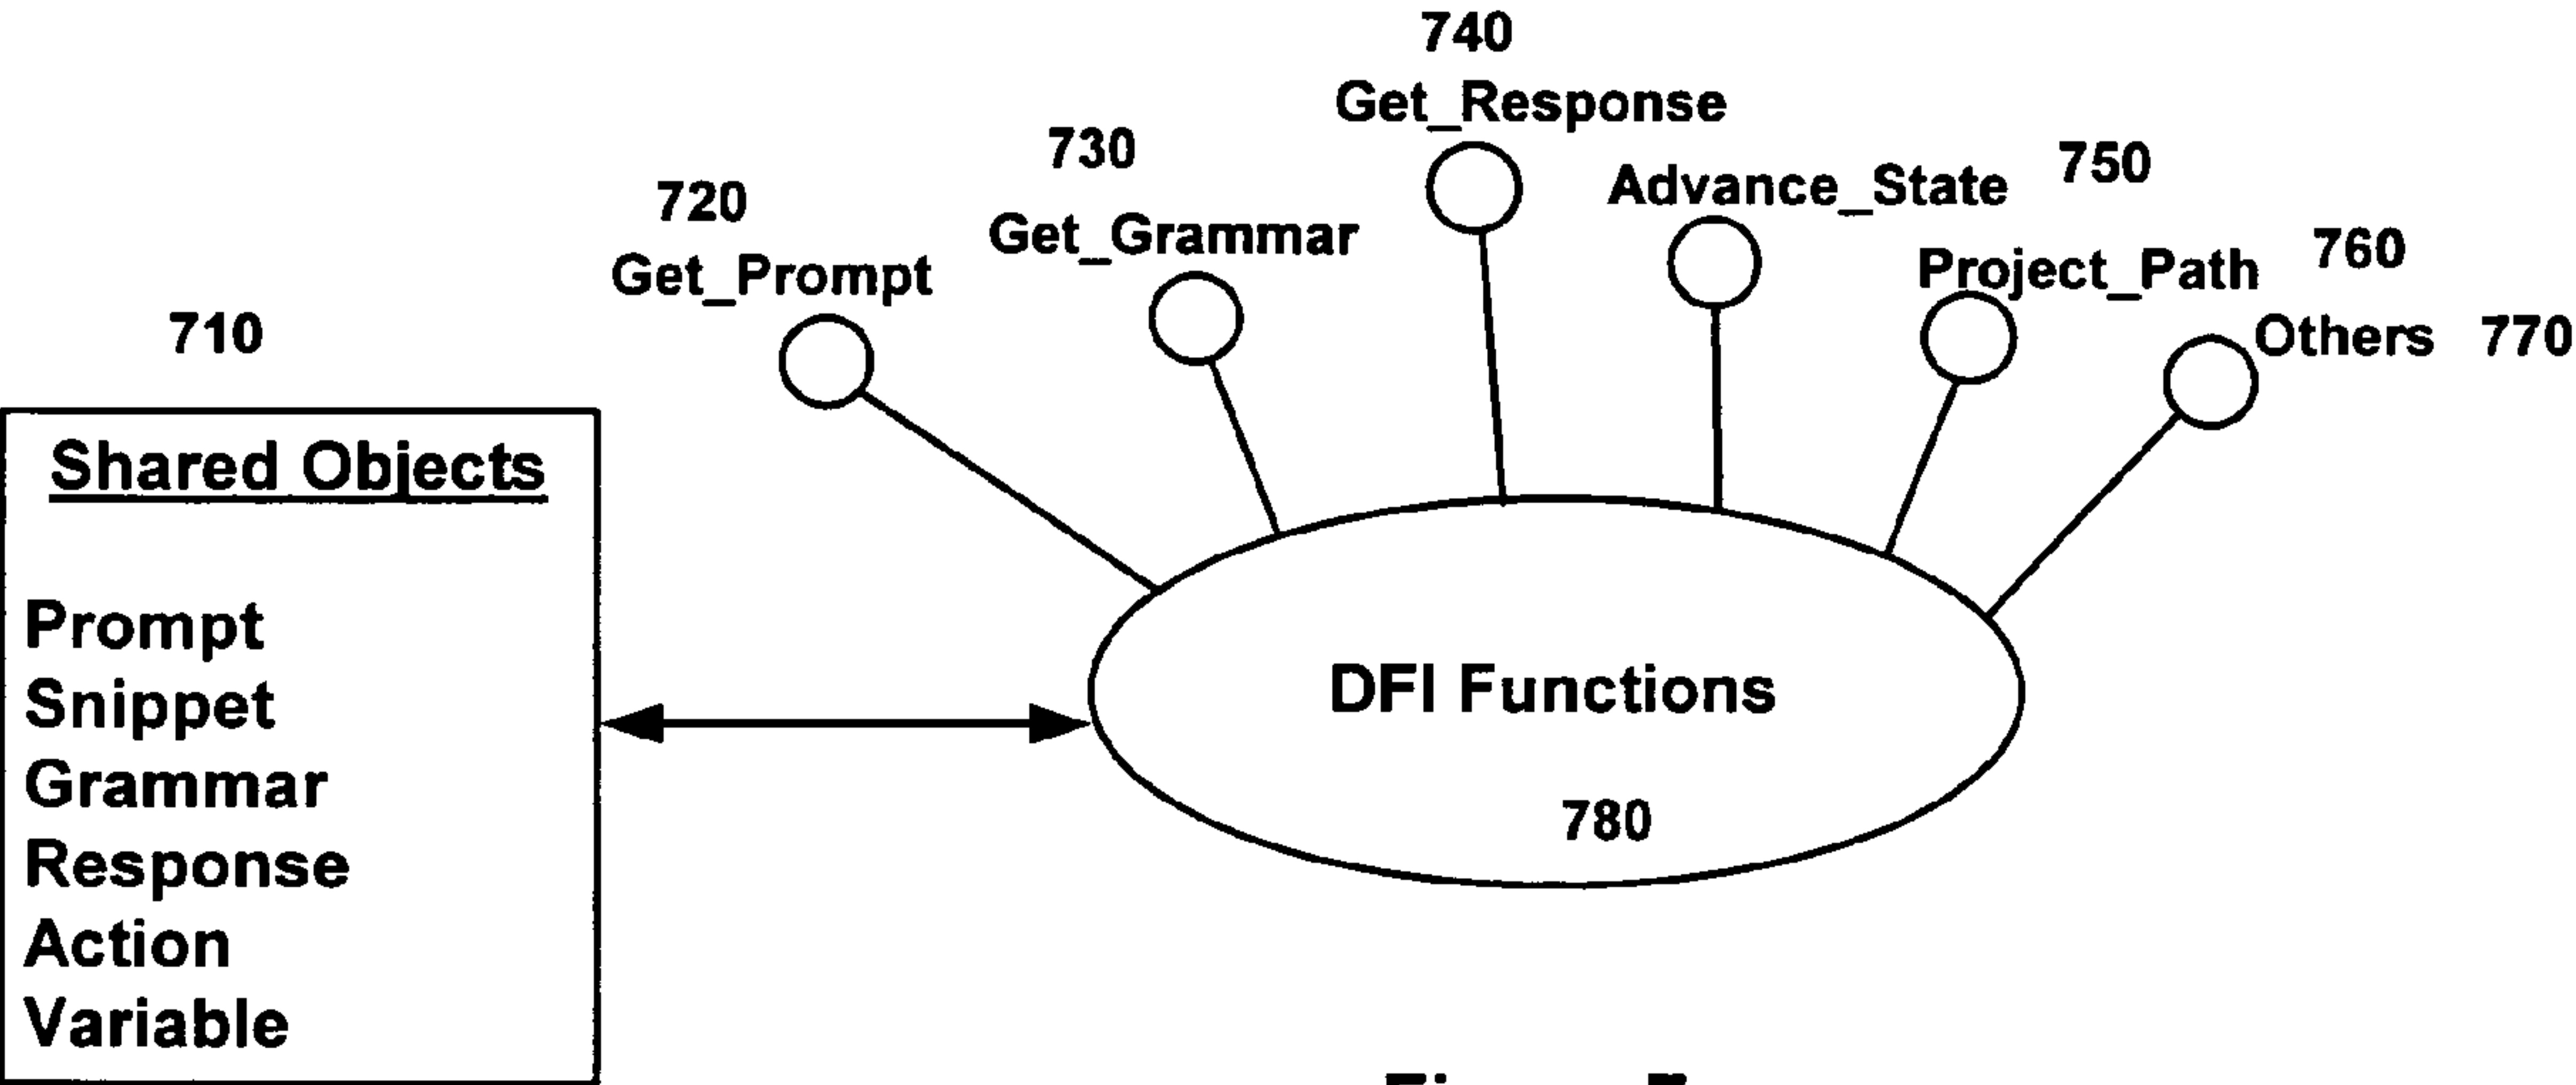 740
Get_Response
730
Get_Grammar
720
Get_Prompt
Advance_State 750
Project_Path 760
Others 770
710
Shared Objects
Prompt
Snippet
Grammar
Response
Action
Variable
DFI Functions
780